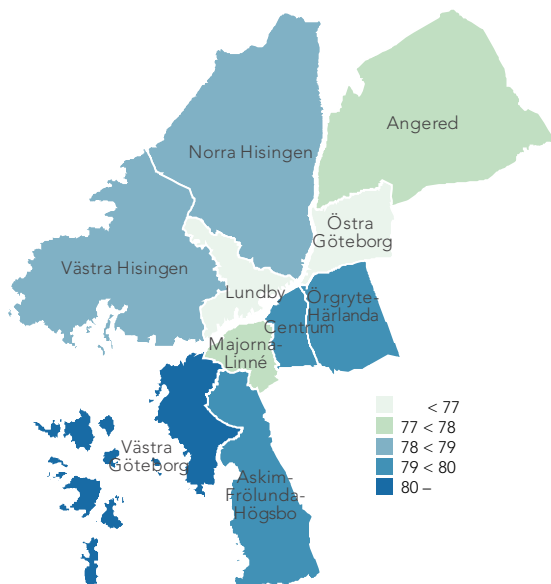 Angered
Norra Hisingen
Östra
Göteborg
Västra Hisingen
Lundby
Örgryte-
Härlanda
Centrum
Majorna-
Linné
Västra
Göteborg
Askim-
Frölunda-
Högsbo
< 77
77 < 78
78 < 79
79 < 80
80 –